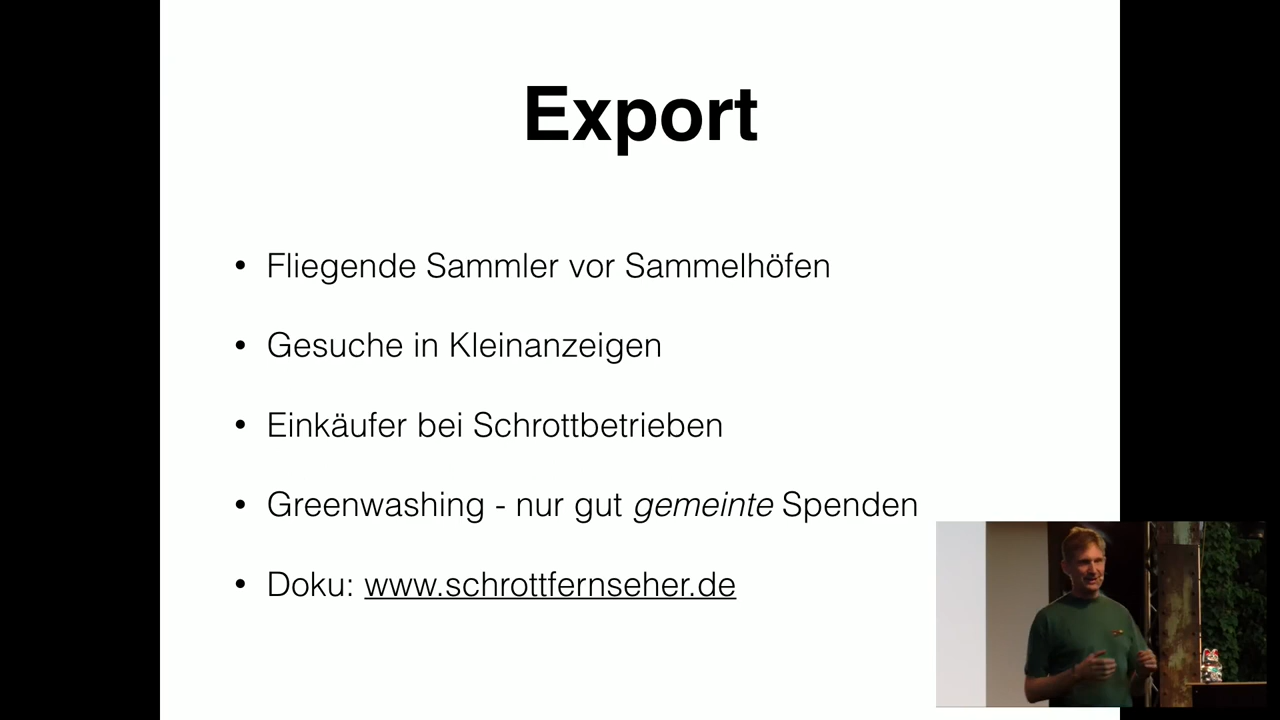 Export
• Fliegende Sammler vor Sammelhöfen
• Gesuche in Kleinanzeigen
• Einkäufer bei Schrottbetrieben
• Greenwashing - nur gut gemeinte Spenden
• Doku: www.schrottfernseher.de